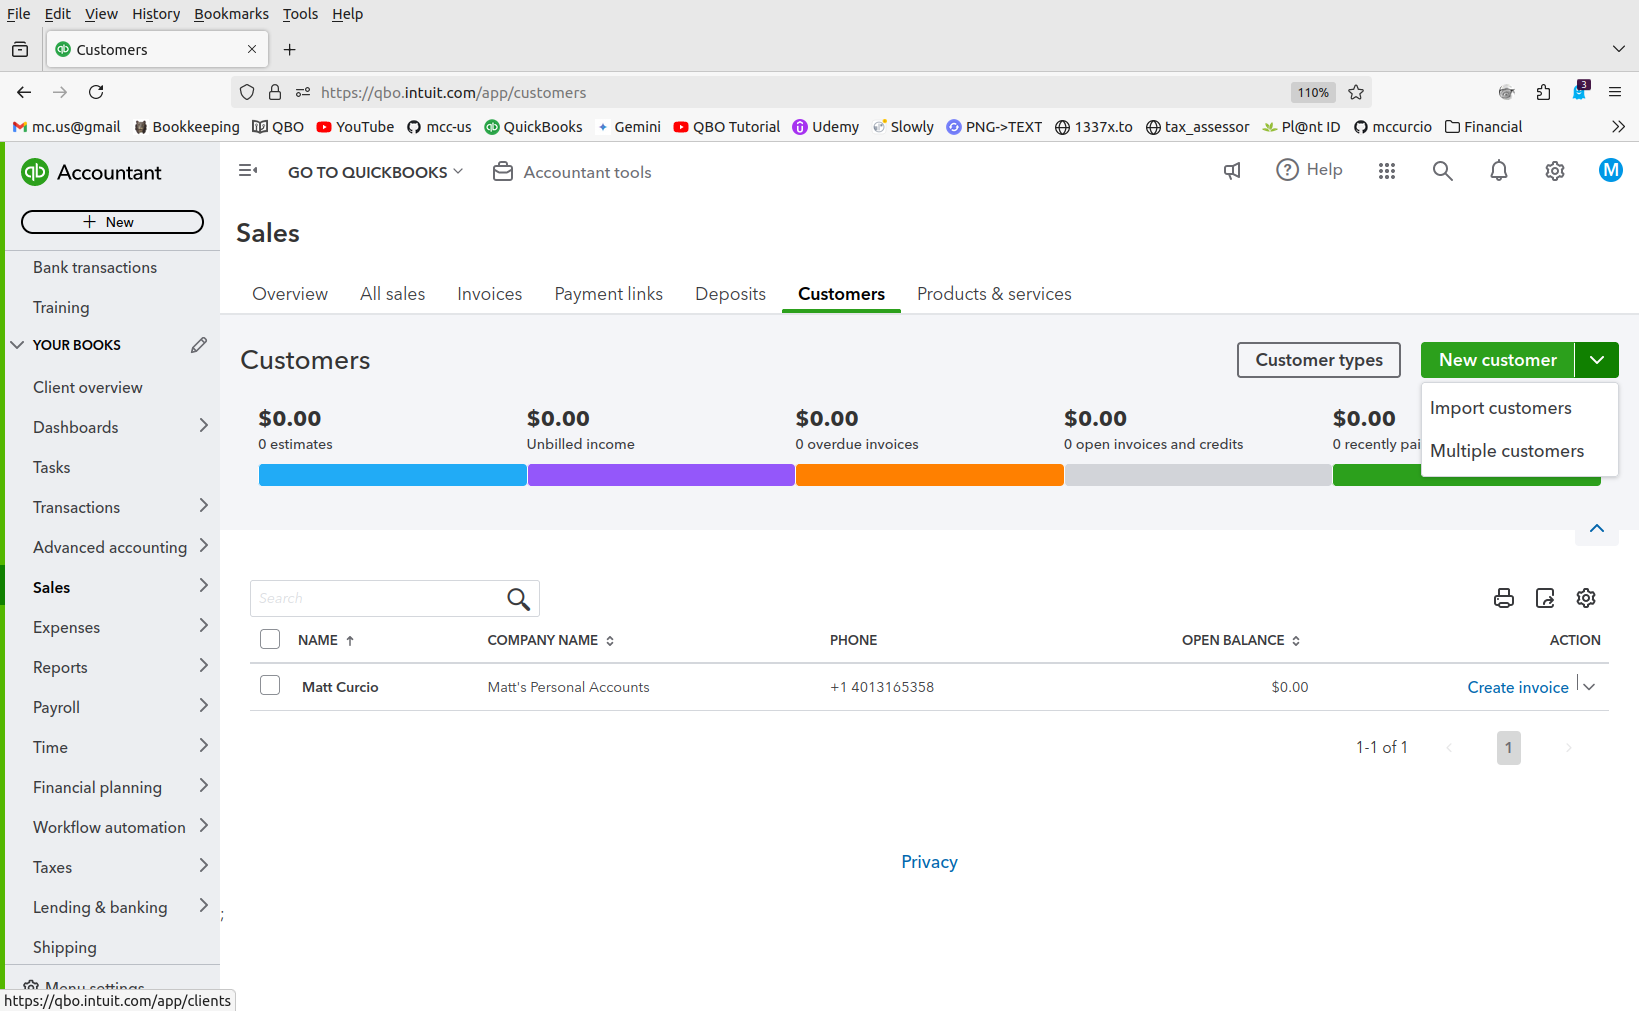 File Edit View History Bookmarks Tools Help
Customers
https://qbo.intuit.com/app/customers 110% 3
mc.us@gmail Bookkeeping QBO YouTube mcc-us QuickBooks Gemini QBO Tutorial Udemy Slowly PNG->TEXT 1337x.to tax_assessor Pl@nt ID mccurcio Financial
qb Accountant GO TO QUICKBOOKS Accountant tools Help M
+ New
Sales
Bank transactions
Training
YOUR BOOKS
Client overview
Dashboards
Tasks
Transactions
Advanced accounting
Sales
Expenses
Reports
Payroll
Time
Financial planning
Workflow automation
Taxes
Lending & banking
Shipping
Menu settings
https://qbo.intuit.com/app/clients
Overview All sales Invoices Payment links Deposits Customers Products & services
Customers Customer types New customer
Import customers
Multiple customers
$0.00 $0.00 $0.00 $0.00 $0.00
0 estimates Unbilled income 0 overdue invoices 0 open invoices and credits 0 recently pai
Search
NAME COMPANY NAME PHONE OPEN BALANCE ACTION
Matt Curcio Matt's Personal Accounts +1 4013165358 $0.00 Create invoice
1-1 of 1 1
Privacy
;